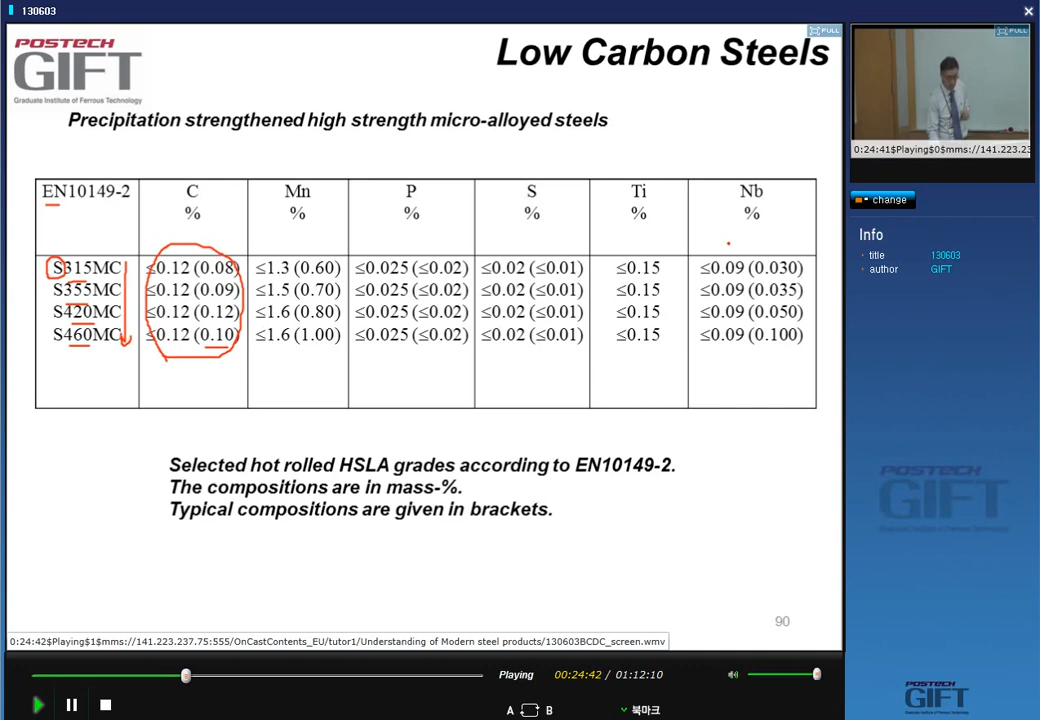 130603
POSTECH
GIFT
Graduate Institute of Ferrous Technology
Low Carbon Steels
FULL
FULL
Precipitation strengthened high strength micro-alloyed steels
EN10149-2 C % Mn % P % S % Ti % Nb %
S315MC ≤0.12 (0.08) ≤1.3 (0.60) ≤0.025 (≤0.02) ≤0.02 (≤0.01) ≤0.15 ≤0.09 (0.030)
S355MC ≤0.12 (0.09) ≤1.5 (0.70) ≤0.025 (≤0.02) ≤0.02 (≤0.01) ≤0.15 ≤0.09 (0.035)
S420MC ≤0.12 (0.12) ≤1.6 (0.80) ≤0.025 (≤0.02) ≤0.02 (≤0.01) ≤0.15 ≤0.09 (0.050)
S460MC ≤0.12 (0.10) ≤1.6 (1.00) ≤0.025 (≤0.02) ≤0.02 (≤0.01) ≤0.15 ≤0.09 (0.100)
Selected hot rolled HSLA grades according to EN10149-2.
The compositions are in mass-%.
Typical compositions are given in brackets.
90
0:24:42$Playing$1$mms://141.223.237.75:555/OnCastContents_EU/tutor1/Understanding of Modern steel products/130603BCDC_screen.wmv
Playing 00:24:42 / 01:12:10
A B 북마크
0:24:41$Playing$0$mms://141.223.23
change
Info
title 130603
author GIFT
POSTECH
GIFT
POSTECH
GIFT